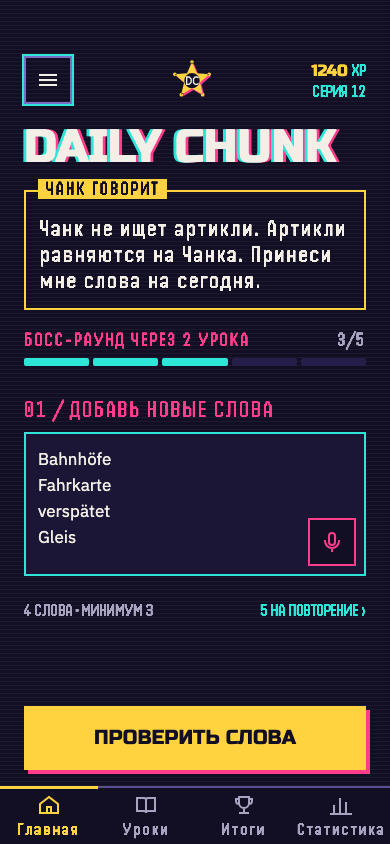 DC
1240 XP
СЕРИЯ 12
DAILY CHUNK
ЧАНК ГОВОРИТ
Чанк не ищет артикли. Артикли
равняются на Чанка. Принеси
мне слова на сегодня.
БОСС-РАУНД ЧЕРЕЗ 2 УРОКА
3/5
01 / ДОБАВЬ НОВЫЕ СЛОВА
Bahnhöfe
Fahrkarte
verspätet
Gleis
4 СЛОВА · МИНИМУМ 3
5 НА ПОВТОРЕНИЕ ›
ПРОВЕРИТЬ СЛОВА
Главная
Уроки
Итоги
Статистика